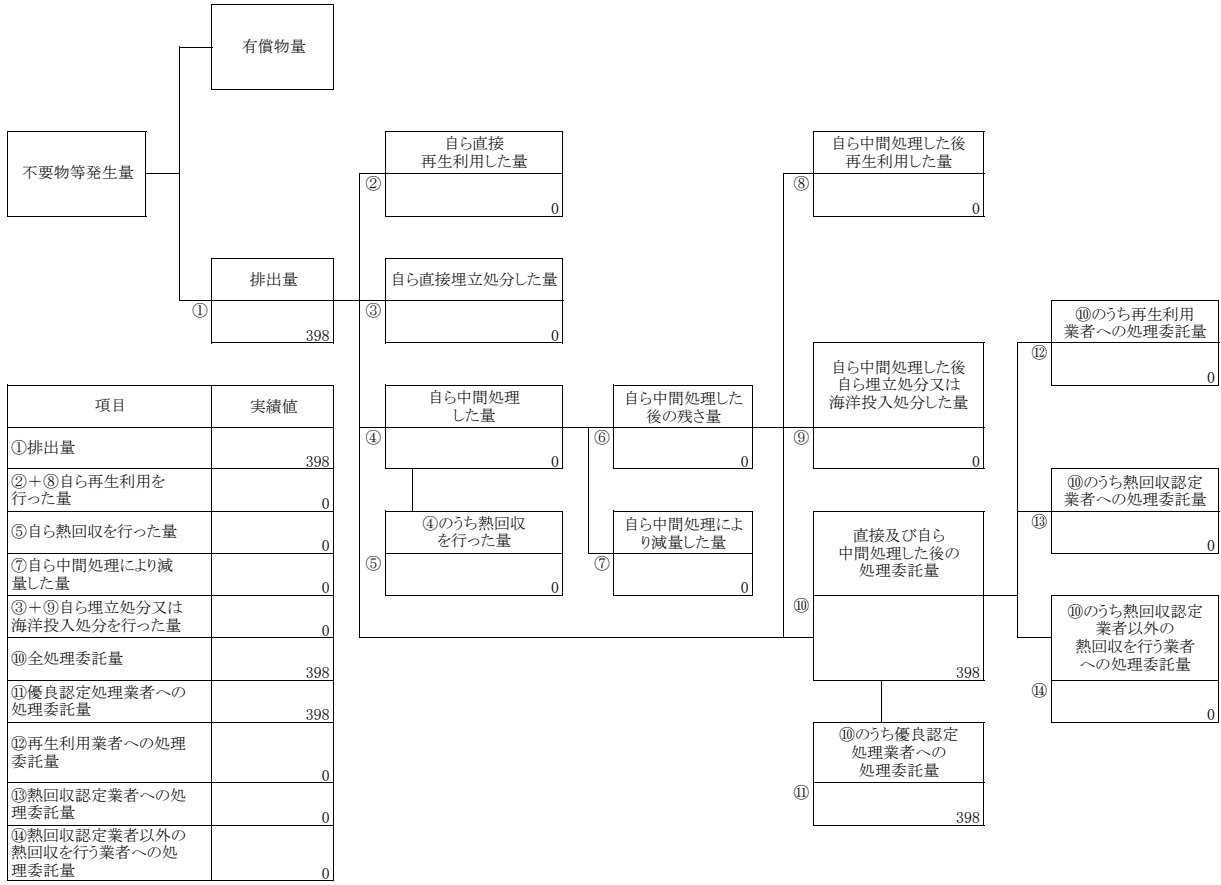 有償物量
不要物等発生量
自ら直接
再生利用した量
②
0
自ら中間処理した後
再生利用した量
⑧
0
排出量
①
398
自ら直接埋立処分した量
③
0
自ら中間処理
した量
④
0
自ら中間処理した
後の残さ量
⑥
0
自ら中間処理した後
自ら埋立処分又は
海洋投入処分した量
⑨
0
⑩のうち再生利用
業者への処理委託量
⑫
0
④のうち熱回収
を行った量
⑤
0
自ら中間処理によ
り減量した量
⑦
0
直接及び自ら
中間処理した後の
処理委託量
⑩
398
⑩のうち熱回収認定
業者への処理委託量
⑬
0
⑩のうち熱回収認定
業者以外の
熱回収を行う業者
への処理委託量
⑭
0
⑩のうち優良認定
処理業者への
処理委託量
⑪
398
項目 実績値
①排出量
398
②+⑧自ら再生利用を
行った量
0
⑤自ら熱回収を行った量
0
⑦自ら中間処理により減
量した量
0
③+⑨自ら埋立処分又は
海洋投入処分を行った量
0
⑩全処理委託量
398
⑪優良認定処理業者への
処理委託量
398
⑫再生利用業者への処理
委託量
0
⑬熱回収認定業者への処
理委託量
0
⑭熱回収認定業者以外の
熱回収を行う業者への処
理委託量
0